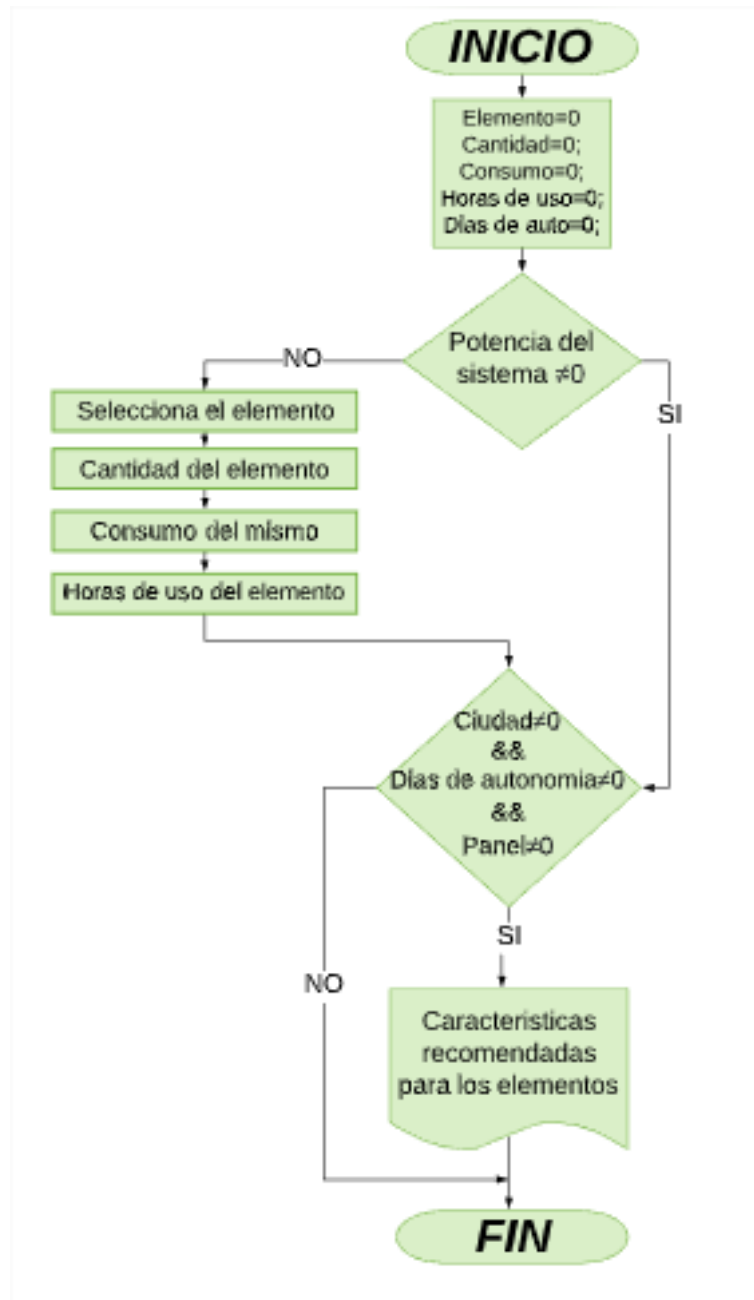 INICIO
Elemento=0
Cantidad=0;
Consumo=0;
Horas de uso=0;
Días de auto=0;
Potencia del
sistema ≠0
NO
SI
Selecciona el elemento
Cantidad del elemento
Consumo del mismo
Horas de uso del elemento
Ciudad≠0
&&
Días de autonomia≠0
&&
Panel≠0
SI
NO
Caracteristicas
recomendadas
para los elementos
FIN